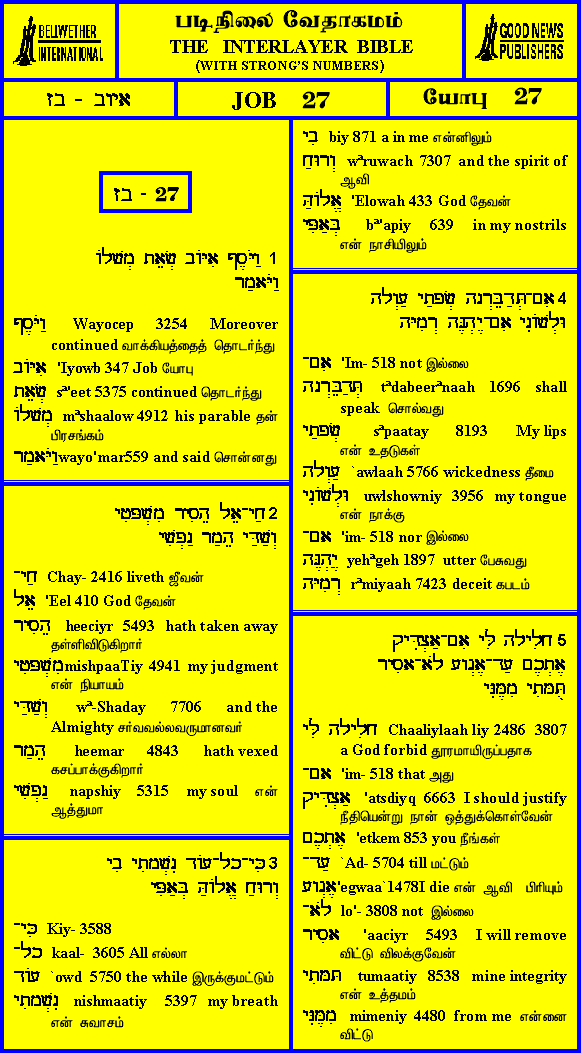 BELLWETHER
INTERNATIONAL
படிநிலை வேதாகமம்
THE INTERLAYER BIBLE
(WITH STRONG'S NUMBERS)
GOOD NEWS
PUBLISHERS
איוב - בז
JOB 27
யோபு 27
בז - 27
1 וַיֹּסֶף אִיּוֹב שְׂאֵת מְשָׁלוֹ
וַיֹּאמַר
וַיֹּסֶף Wayocep 3254 Moreover
continued வாக்கியத்தைத் தொடர்ந்து
אִיּוֹב 'Iyowb 347 Job யோபு
שְׂאֵת sª'eet 5375 continued தொடர்ந்து
מְשָׁלוֹ mªshaalow 4912 his parable தன்
பிரசங்கம்
וַיֹּאמַר wayo'mar559 and said சொன்னது
2 חַי־אֵל הֵסִיר מִשְׁפָּטִי
וְשַׁדַּי הֵמַר נַפְשִׁי
חַי־ Chay- 2416 liveth ஜீவன்
אֵל 'Eel 410 God தேவன்
הֵסִיר heeciyr 5493 hath taken away
தள்ளிவிடுகிறார்
מִשְׁפָּטִי mishpaaTiy 4941 my judgment
என் நியாயம்
וְשַׁדַּי wª-Shaday 7706 and the
Almighty சர்வவல்லவருமானவர்
הֵמַר heemar 4843 hath vexed
கசப்பாக்குகிறார்
נַפְשִׁי napshiy 5315 my soul என்
ஆத்துமா
3 כִּי־כָל־עוֹד נִשְׁמָתִי בִי
וְרוּחַ אֱלוֹהַּ בְּאַפִּי
כִּי־ Kiy- 3588
כָל־ kaal- 3605 All எல்லா
עוֹד `owd 5750 the while இருக்குமட்டும்
נִשְׁמָתִי nishmaatiy 5397 my breath
என் சுவாசம்
בִי biy 871 a in me என்னிலும்
וְרוּחַ wªruwach 7307 and the spirit of
ஆவி
אֱלוֹהַּ 'Elowah 433 God தேவன்
בְּאַפִּי bª'apiy 639 in my nostrils
என் நாசியிலும்
4 אִם־תְּדַבֵּרְנָה שְׂפָתַי עַוְלָה
וּלְשׁוֹנִי אִם־יֶהְגֶּה רְמִיָּה
אִם־ 'Im- 518 not இல்லை
תְּדַבֵּרְנָה tªdabeerªnaah 1696 shall
speak சொல்வது
שְׂפָתַי sªpaatay 8193 My lips
என் உதடுகள்
עַוְלָה `awlaah 5766 wickedness தீமை
וּלְשׁוֹנִי uwlshowniy 3956 my tongue
என் நாக்கு
אִם־ 'im- 518 nor இல்லை
יֶהְגֶּה yehªgeh 1897 utter பேசுவது
רְמִיָּה rªmiyaah 7423 deceit கபடம்
5 חָלִילָה לִּי אִם־אַצְדִּיק
אֶתְכֶם עַד־אֶגְוָע לֹא־אָסִיר
תֻּמָּתִי מִמֶּנִּי
חָלִילָה לִּי Chaaliylaah liy 2486 3807
a God forbid தூரமாயிருப்பதாக
אִם־ 'im- 518 that அது
אַצְדִּיק 'atsdiyq 6663 I should justify
நீதியென்று நான் ஒத்துக்கொள்வேன்
אֶתְכֶם 'etkem 853 you நீங்கள்
עַד־ `Ad- 5704 till மட்டும்
אֶגְוָע 'egwaa`1478I die என் ஆவி பிரியும்
לֹא־ lo'- 3808 not இல்லை
אָסִיר 'aaciyr 5493 I will remove
விட்டு விலக்குவேன்
תֻּמָּתִי tumaatiy 8538 mine integrity
என் உத்தமம்
מִמֶּנִּי mimeniy 4480 from me என்னை
விட்டு